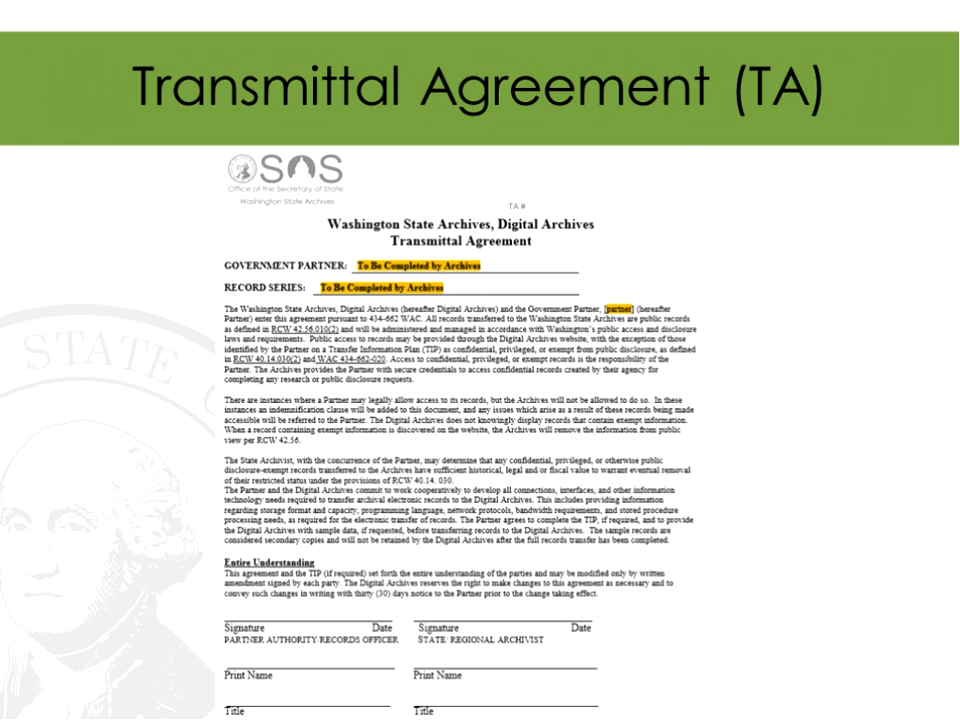 Transmittal Agreement (TA)
SOS
Office of the Secretary of State
Washington State Archives
TA #
Washington State Archives, Digital Archives
Transmittal Agreement
GOVERNMENT PARTNER: To Be Completed by Archives
RECORD SERIES: To Be Completed by Archives
The Washington State Archives, Digital Archives (hereafter Digital Archives) and the Government Partner, [partner] (hereafter
Partner) enter this agreement pursuant to 434-662 WAC. All records transferred to the Washington State Archives are public records
as defined in RCW 42.56.010(2) and will be administered and managed in accordance with Washington's public access and disclosure
laws and requirements. Public access to records may be provided through the Digital Archives website, with the exception of those
identified by the Partner on a Transfer Information Plan (TIP) as confidential, privileged, or exempt from public disclosure, as defined
in RCW 40.14.030(2) and WAC 434-662-020. Access to confidential, privileged, or exempt records is the responsibility of the
Partner. The Archives provides the Partner with secure credentials to access confidential records created by their agency for
completing any research or public disclosure requests.
There are instances where a Partner may legally allow access to its records, but the Archives will not be allowed to do so. In these
instances an indemnification clause will be added to this document, and any issues which arise as a result of these records being made
accessible will be referred to the Partner. The Digital Archives does not knowingly display records that contain exempt information.
When a record containing exempt information is discovered on the website, the Archives will remove the information from public
view per RCW 42.56.
The State Archivist, with the concurrence of the Partner, may determine that any confidential, privileged, or otherwise public
disclosure-exempt records transferred to the Archives have sufficient historical, legal and/or fiscal value to warrant eventual removal
of their restricted status under the provisions of RCW 40.14. 030.
The Partner and the Digital Archives commit to work cooperatively to develop all connections, interfaces, and other information
technology needs required to transfer archival electronic records to the Digital Archives. This includes providing information
regarding storage format and capacity, programming language, network protocols, bandwidth requirements, and stored procedure
processing needs, as required for the electronic transfer of records. The Partner agrees to complete the TIP, if required, and to provide
the Digital Archives with sample data, if requested, before transferring records to the Digital Archives. The sample records are
considered secondary copies and will not be retained by the Digital Archives after the full records transfer has been completed.
Entire Understanding
This agreement and the TIP (if required) set forth the entire understanding of the parties and may be modified only by written
amendment signed by each party. The Digital Archives reserves the right to make changes to this agreement as necessary and to
convey such changes in writing with thirty (30) days notice to the Partner prior to the change taking effect.
Signature Date Signature Date
PARTNER AUTHORITY/RECORDS OFFICER STATE/ REGIONAL ARCHIVIST
Print Name Print Name
Title Title
STATE